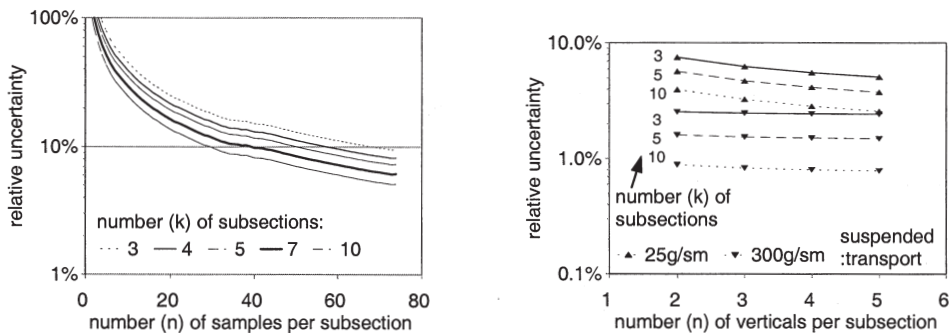 100%
10%
1%
relative uncertainty
number (k) of subsections:
3 4 5 7 10
0 20 40 60 80
number (n) of samples per subsection
10.0%
1.0%
0.1%
relative uncertainty
3
5
10
3
5
10
number (k) of
subsections
suspended
25g/sm 300g/sm :transport
1 2 3 4 5 6
number (n) of verticals per subsection